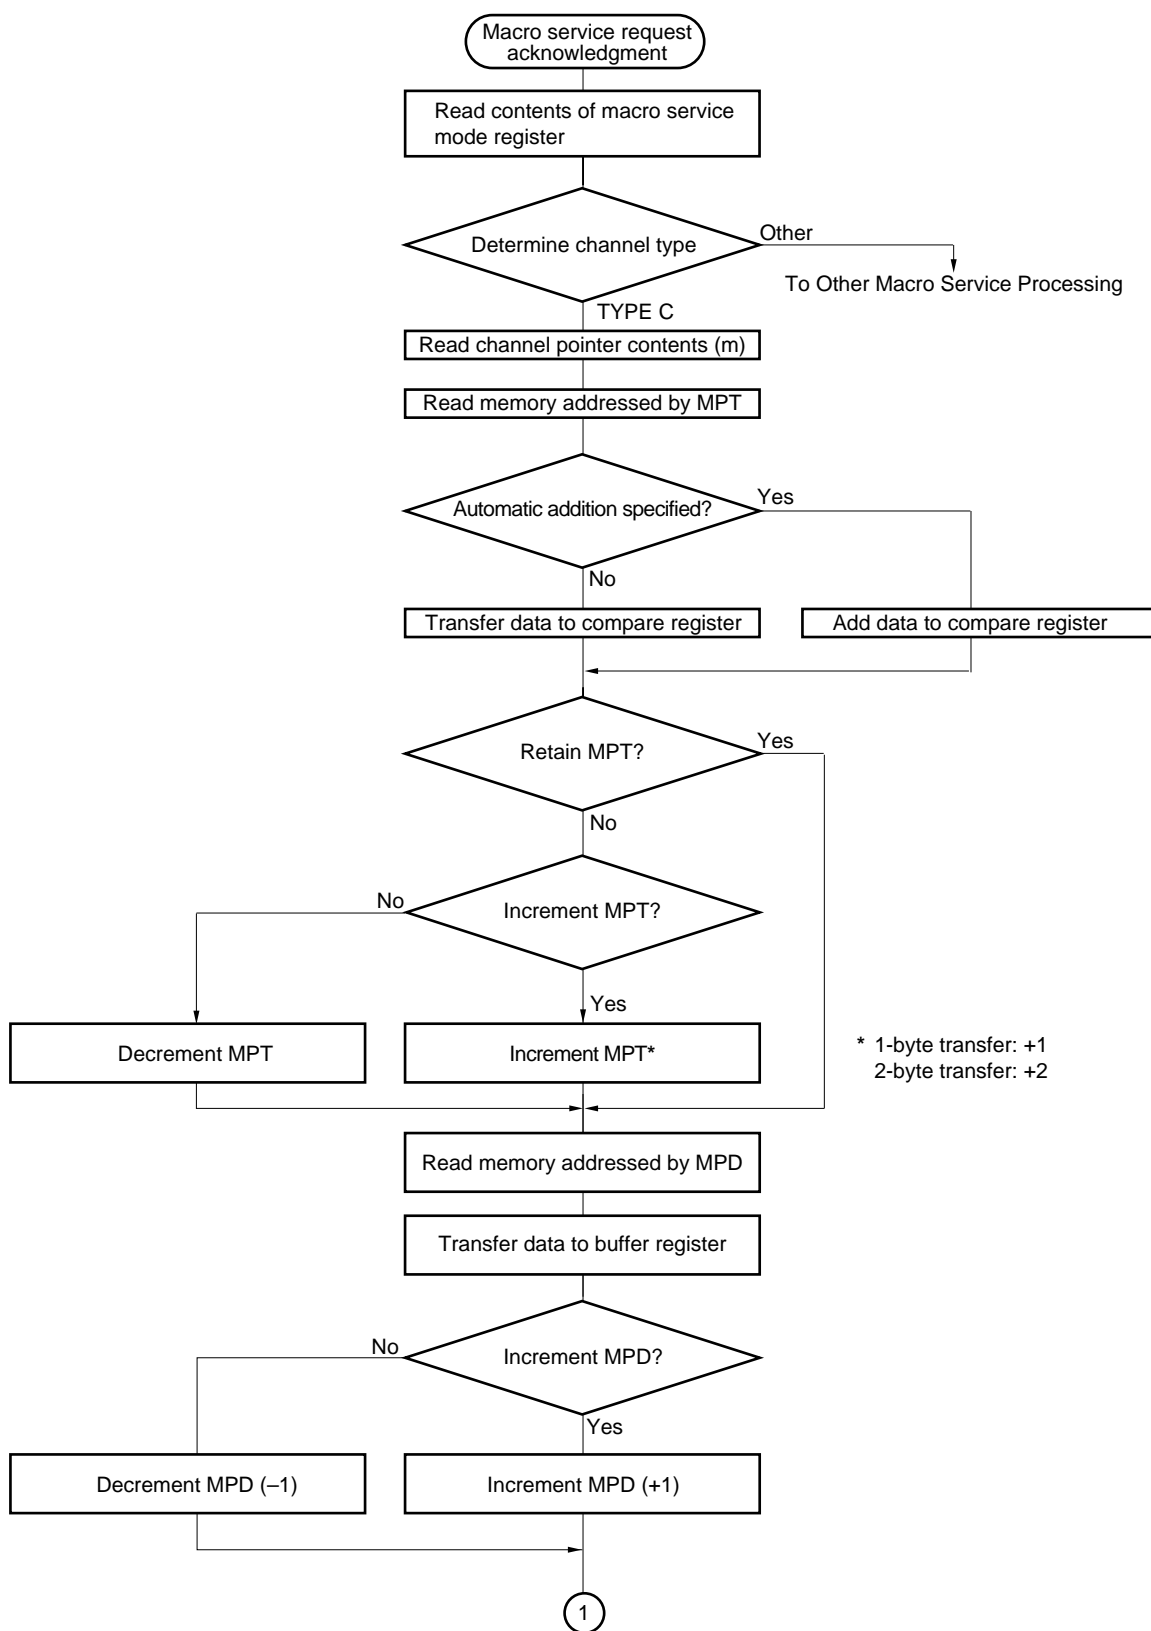 Macro service request
acknowledgment
Read contents of macro service
mode register
Determine channel type
Other
To Other Macro Service Processing
TYPE C
Read channel pointer contents (m)
Read memory addressed by MPT
Automatic addition specified?
Yes
No
Transfer data to compare register
Add data to compare register
Retain MPT?
Yes
No
Increment MPT?
No
Yes
Decrement MPT
Increment MPT*
* 1-byte transfer: +1
2-byte transfer: +2
Read memory addressed by MPD
Transfer data to buffer register
Increment MPD?
No
Yes
Decrement MPD (–1)
Increment MPD (+1)
1